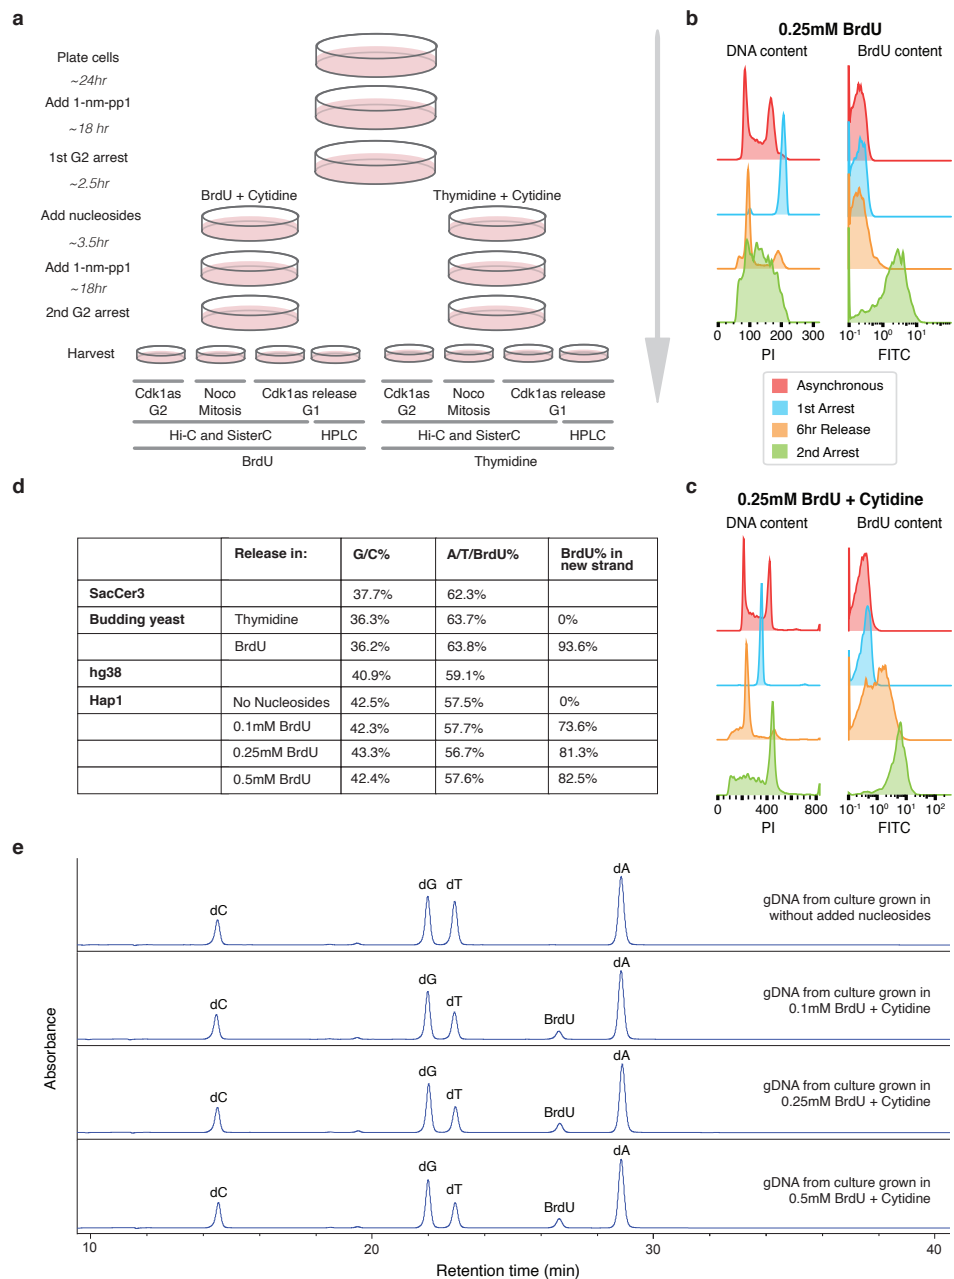 a
Plate cells
~24hr
Add 1-nm-pp1
~18 hr
1st G2 arrest
~2.5hr
BrdU + Cytidine
Thymidine + Cytidine
Add nucleosides
~3.5hr
Add 1-nm-pp1
~18hr
2nd G2 arrest
Harvest
Cdk1as
G2
Noco
Mitosis
Cdk1as release
G1
Cdk1as
G2
Noco
Mitosis
Cdk1as release
G1
Hi-C and SisterC
HPLC
Hi-C and SisterC
HPLC
BrdU
Thymidine
b
0.25mM BrdU
DNA content
BrdU content
0 100 200 300
PI
10-1 100 101
FITC
Asynchronous
1st Arrest
6hr Release
2nd Arrest
c
0.25mM BrdU + Cytidine
DNA content
BrdU content
0 400 800
PI
10-1 100 101 102
FITC
d
Release in: G/C% A/T/BrdU% BrdU% in
new strand
SacCer3 37.7% 62.3%
Budding yeast Thymidine 36.3% 63.7% 0%
BrdU 36.2% 63.8% 93.6%
hg38 40.9% 59.1%
Hap1 No Nucleosides 42.5% 57.5% 0%
0.1mM BrdU 42.3% 57.7% 73.6%
0.25mM BrdU 43.3% 56.7% 81.3%
0.5mM BrdU 42.4% 57.6% 82.5%
e
Absorbance
dC dG dT dA
gDNA from culture grown in
without added nucleosides
dC dG dT BrdU dA
gDNA from culture grown in
0.1mM BrdU + Cytidine
dC dG dT BrdU dA
gDNA from culture grown in
0.25mM BrdU + Cytidine
dC dG dT BrdU dA
gDNA from culture grown in
0.5mM BrdU + Cytidine
10 20 30 40
Retention time (min)